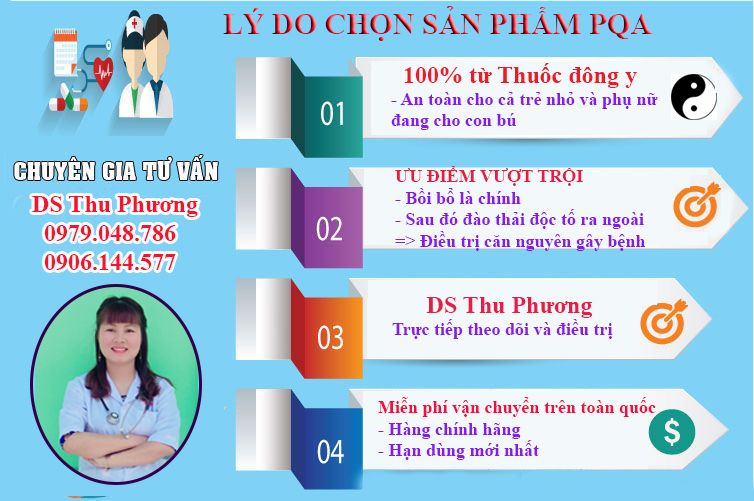 LÝ DO CHỌN SẢN PHẨM PQA
CHUYÊN GIA TƯ VẤN
DS Thu Phương
0979.048.786
0906.144.577
01
100% từ Thuốc đông y
- An toàn cho cả trẻ nhỏ và phụ nữ
đang cho con bú
02
ƯU ĐIỂM VƯỢT TRỘI
- Bồi bổ là chính
- Sau đó đào thải độc tố ra ngoài
=> Điều trị căn nguyên gây bệnh
03
DS Thu Phương
Trực tiếp theo dõi và điều trị
04
Miễn phí vận chuyển trên toàn quốc
- Hàng chính hãng
- Hạn dùng mới nhất
$